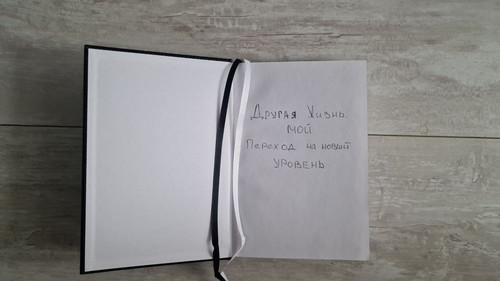 Другая Жизнь.
мой
Переход на новый
уровень